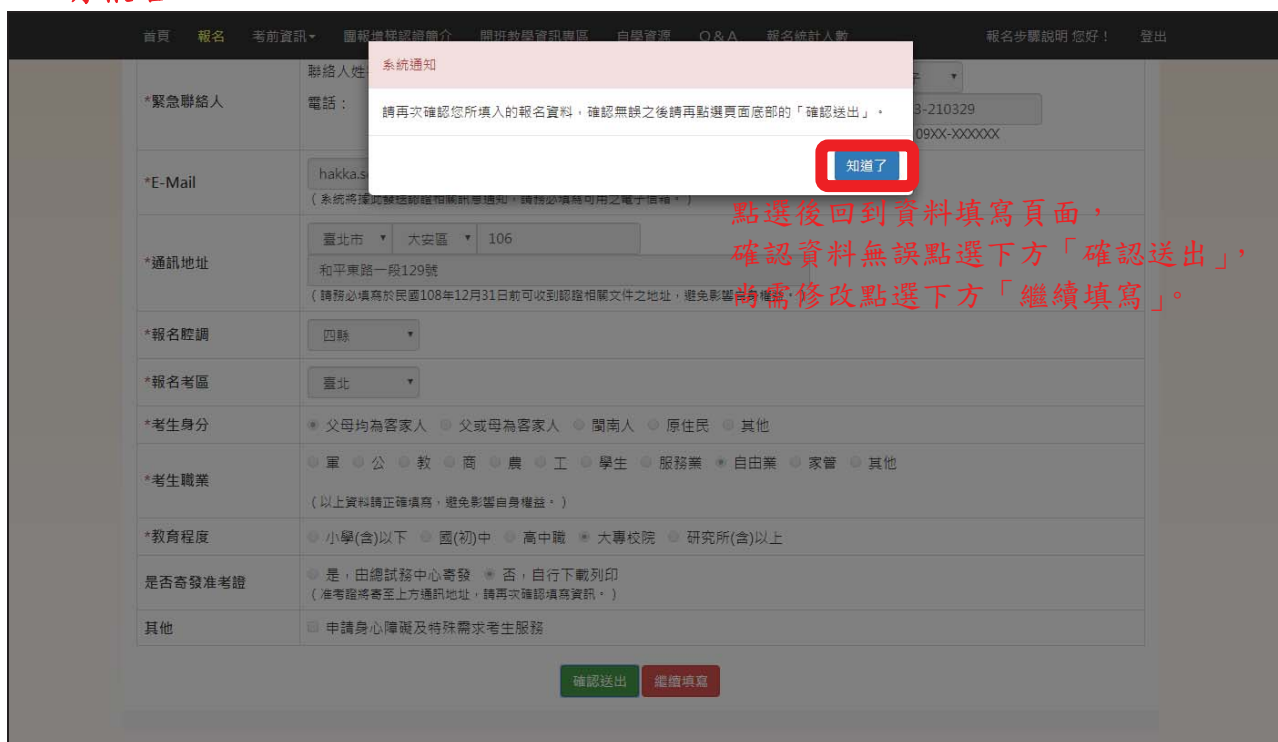 首頁 報名 考前資訊 團報增梯認證簡介 開班教學資訊專區 自學資源 Q&A 報名統計人數 報名步驟說明 您好！ 登出
系統通知
請再次確認您所填入的報名資料，確認無誤之後請再點選頁面底部的「確認送出」。
知道了
*緊急聯絡人
聯絡人姓
電話：
3-210329
09XX-XXXXXX
*E-Mail
hakka.s
點選後回到資料填寫頁面，
確認資料無誤點選下方「確認送出」，
尚需修改點選下方「繼續填寫」。
*通訊地址
臺北市 大安區 106
和平東路一段129號
（請務必填寫於民國108年12月31日前可收到認證相關文件之地址，避免影響自身權益。）
*報名腔調 四縣
*報名考區 臺北
*考生身分 父母均為客家人 父或母為客家人 閩南人 原住民 其他
*考生職業 軍 公 教 商 農 工 學生 服務業 自由業 家管 其他
（以上資料請正確填寫，避免影響自身權益。）
*教育程度 小學(含)以下 國(初)中 高中職 大專校院 研究所(含)以上
是否寄發准考證 是，由總試務中心寄發 否，自行下載列印
（准考證將寄至上方通訊地址，請再次確認填寫資訊。）
其他 申請身心障礙及特殊需求考生服務
確認送出 繼續填寫